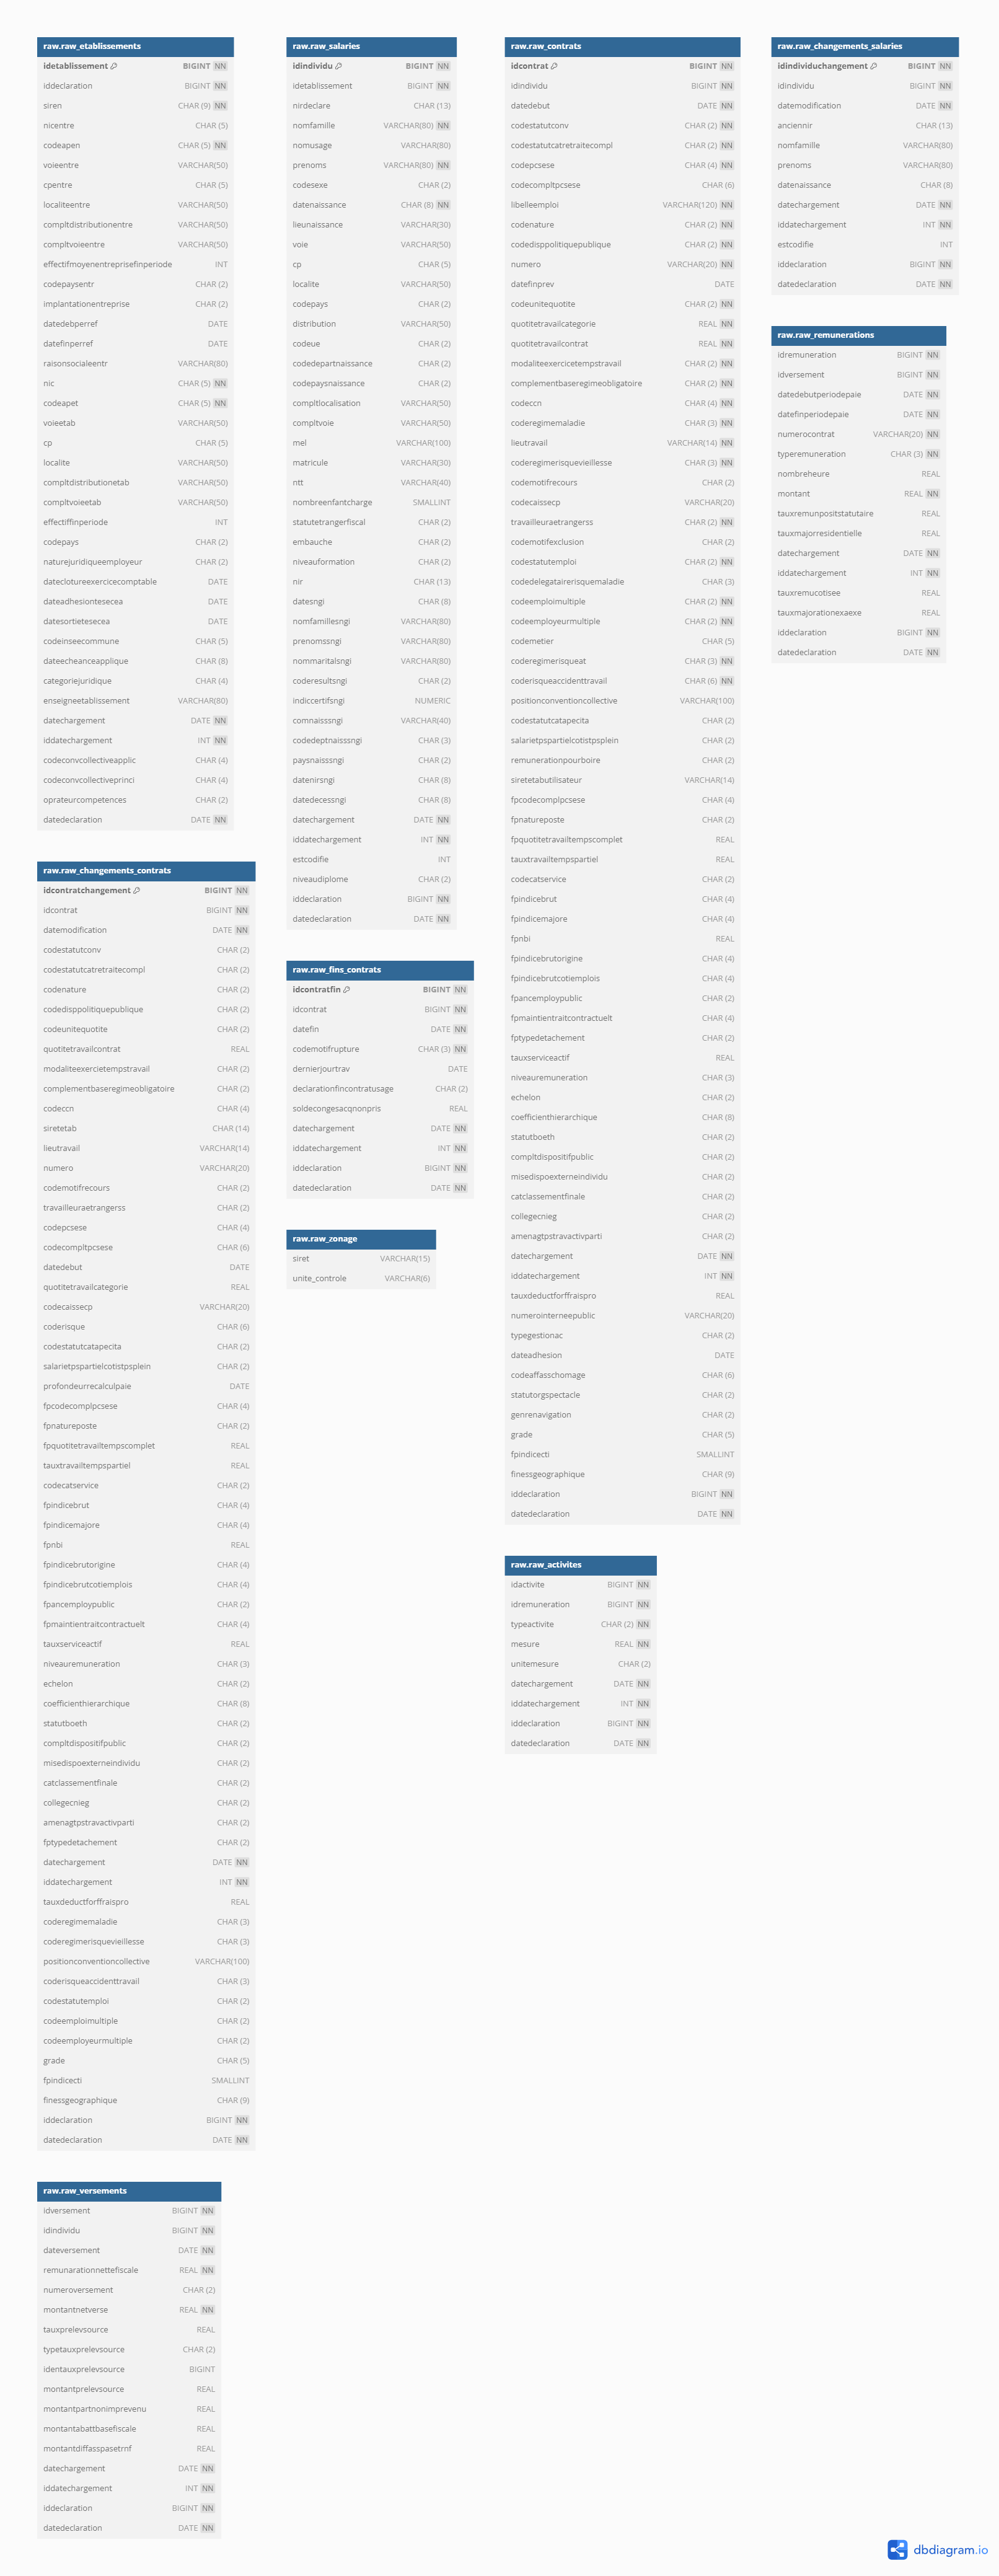 raw.raw_etablissements
idetablissement BIGINT NN
iddeclaration BIGINT NN
siren CHAR (9) NN
nicentre CHAR (5)
codeapen CHAR (5) NN
voieentre VARCHAR(50)
cpentre CHAR (5)
localiteentre VARCHAR(50)
compltdistributionentre VARCHAR(50)
compltvoieentre VARCHAR(50)
effectifmoyenentreprisefinperiode INT
codepaysentr CHAR (2)
implantationentreprise CHAR (2)
datedebperref DATE
datefinperref DATE
raisonsocialeentr VARCHAR(80)
nic CHAR (5) NN
codeapet CHAR (5) NN
voieetab VARCHAR(50)
cp CHAR (5)
localite VARCHAR(50)
compltdistributionetab VARCHAR(50)
compltvoieetab VARCHAR(50)
effectiffinperiode INT
codepays CHAR (2)
naturejuridiqueemployeur CHAR (2)
dateclotureexercicecomptable DATE
dateadhesiontesecea DATE
datesortietesecea DATE
codeinseecommune CHAR (5)
dateecheanceapplique CHAR (8)
categoriejuridique CHAR (4)
enseigneetablissement VARCHAR(80)
datechargement DATE NN
iddatechargement INT NN
codeconvcollectiveapplic CHAR (4)
codeconvcollectiveprinci CHAR (4)
oprateurcompetences CHAR (2)
datedeclaration DATE NN
raw.raw_changements_contrats
idcontratchangement BIGINT NN
idcontrat BIGINT NN
datemodification DATE NN
codestatutconv CHAR (2)
codestatutcatretraitecompl CHAR (2)
codenature CHAR (2)
codedisppolitiquepublique CHAR (2)
codeunitequotite CHAR (2)
quotitetravailcontrat REAL
modaliteexercietempstravail CHAR (2)
complementbaseregimeobligatoire CHAR (2)
codeccn CHAR (4)
siretetab CHAR (14)
lieutravail VARCHAR(14)
numero VARCHAR(20)
codemotifrecours CHAR (2)
travailleuraetrangerss CHAR (2)
codepcsese CHAR (4)
codecompltpcsese CHAR (6)
datedebut DATE
quotitetravailcategorie REAL
codecaissecp VARCHAR(20)
coderisque CHAR (6)
codestatutcatapecita CHAR (2)
salarietpspartielcotistpsplein CHAR (2)
profondeurrecalculpaie DATE
fpcodecomplpcsese CHAR (4)
fpnatureposte CHAR (2)
fpquotitetravailtempscomplet REAL
tauxtravailtempspartiel REAL
codecatservice CHAR (2)
fpindicebrut CHAR (4)
fpindicemajore CHAR (4)
fpnbi REAL
fpindicebrutorigine CHAR (4)
fpindicebrutcotiemplois CHAR (4)
fpancemploypublic CHAR (2)
fpmaintientraitcontractuelt CHAR (4)
tauxserviceactif REAL
niveauremuneration CHAR (3)
echelon CHAR (2)
coefficienthierarchique CHAR (8)
statutboeth CHAR (2)
compltdispositifpublic CHAR (2)
misedispoexterneindividu CHAR (2)
catclassementfinale CHAR (2)
collegecnieg CHAR (2)
amenagtpstravactivparti CHAR (2)
fptypedetachement CHAR (2)
datechargement DATE NN
iddatechargement INT NN
tauxdeductforffraispro REAL
coderegimemaladie CHAR (3)
coderegimerisquevieillesse CHAR (3)
positionconventioncollective VARCHAR(100)
coderisqueaccidenttravail CHAR (3)
codestatutemploi CHAR (2)
codeemploimultiple CHAR (2)
codeemployeurmultiple CHAR (2)
grade CHAR (5)
fpindicecti SMALLINT
finessgeographique CHAR (9)
iddeclaration BIGINT NN
datedeclaration DATE NN
raw.raw_versements
idversement BIGINT NN
idindividu BIGINT NN
dateversement DATE NN
remunarationnettefiscale REAL NN
numeroversement CHAR (2)
montantnetverse REAL NN
tauxprelevsource REAL
typetauxprelevsource CHAR (2)
identauxprelevsource BIGINT
montantprelevsource REAL
montantpartnonimprevenu REAL
montantabattbasefiscale REAL
montantdiffasspasetrnf REAL
datechargement DATE NN
iddatechargement INT NN
iddeclaration BIGINT NN
datedeclaration DATE NN
raw.raw_salaries
idindividu BIGINT NN
idetablissement BIGINT NN
nirdeclare CHAR (13)
nomfamille VARCHAR(80) NN
nomusage VARCHAR(80)
prenoms VARCHAR(80) NN
codesexe CHAR (2)
datenaissance CHAR (8) NN
lieunaissance VARCHAR(30)
voie VARCHAR(50)
cp CHAR (5)
localite VARCHAR(50)
codepays CHAR (2)
distribution VARCHAR(50)
codeue CHAR (2)
codedepartnaissance CHAR (2)
codepaysnaissance CHAR (2)
compltlocalisation VARCHAR(50)
compltvoie VARCHAR(50)
mel VARCHAR(100)
matricule VARCHAR(30)
ntt VARCHAR(40)
nombreenfantcharge SMALLINT
statutetrangerfiscal CHAR (2)
embauche CHAR (2)
niveauformation CHAR (2)
nir CHAR (13)
datesngi CHAR (8)
nomfamillesngi VARCHAR(80)
prenomssngi VARCHAR(80)
nommaritalsngi VARCHAR(80)
coderesultsngi CHAR (2)
indiccertifsngi NUMERIC
comnaisssngi VARCHAR(40)
codedeptnaisssngi CHAR (3)
paysnaisssngi CHAR (2)
datenirsngi CHAR (8)
datedecessngi CHAR (8)
datechargement DATE NN
iddatechargement INT NN
estcodifie INT
niveaudiplome CHAR (2)
iddeclaration BIGINT NN
datedeclaration DATE NN
raw.raw_fins_contrats
idcontratfin BIGINT NN
idcontrat BIGINT NN
datefin DATE NN
codemotifrupture CHAR (3) NN
dernierjourtrav DATE
declarationfincontratusage CHAR (2)
soldecongesacqnonpris REAL
datechargement DATE NN
iddatechargement INT NN
iddeclaration BIGINT NN
datedeclaration DATE NN
raw.raw_zonage
siret VARCHAR(15)
unite_controle VARCHAR(6)
raw.raw_contrats
idcontrat BIGINT NN
idindividu BIGINT NN
datedebut DATE NN
codestatutconv CHAR (2) NN
codestatutcatretraitecompl CHAR (2) NN
codepcsese CHAR (4) NN
codecompltpcsese CHAR (6)
libelleemploi VARCHAR(120) NN
codenature CHAR (2) NN
codedisppolitiquepublique CHAR (2) NN
numero VARCHAR(20) NN
datefinprev DATE
codeunitequotite CHAR (2) NN
quotitetravailcategorie REAL NN
quotitetravailcontrat REAL NN
modaliteexercicetempstravail CHAR (2) NN
complementbaseregimeobligatoire CHAR (2) NN
codeccn CHAR (4) NN
coderegimemaladie CHAR (3) NN
lieutravail VARCHAR(14) NN
coderegimerisquevieillesse CHAR (3) NN
codemotifrecours CHAR (2)
codecaissecp VARCHAR(20)
travailleuraetrangerss CHAR (2) NN
codemotifexclusion CHAR (2)
codestatutemploi CHAR (2) NN
codedelegatairerisquemaladie CHAR (3)
codeemploimultiple CHAR (2) NN
codeemployeurmultiple CHAR (2) NN
codemetier CHAR (5)
coderegimerisqueat CHAR (3) NN
coderisqueaccidenttravail CHAR (6) NN
positionconventioncollective VARCHAR(100)
codestatutcatapecita CHAR (2)
salarietpspartielcotistpsplein CHAR (2)
remunerationpourboire CHAR (2)
siretetabutilisateur VARCHAR(14)
fpcodecomplpcsese CHAR (4)
fpnatureposte CHAR (2)
fpquotitetravailtempscomplet REAL
tauxtravailtempspartiel REAL
codecatservice CHAR (2)
fpindicebrut CHAR (4)
fpindicemajore CHAR (4)
fpnbi REAL
fpindicebrutorigine CHAR (4)
fpindicebrutcotiemplois CHAR (4)
fpancemploypublic CHAR (2)
fpmaintientraitcontractuelt CHAR (4)
fptypedetachement CHAR (2)
tauxserviceactif REAL
niveauremuneration CHAR (3)
echelon CHAR (2)
coefficienthierarchique CHAR (8)
statutboeth CHAR (2)
compltdispositifpublic CHAR (2)
misedispoexterneindividu CHAR (2)
catclassementfinale CHAR (2)
collegecnieg CHAR (2)
amenagtpstravactivparti CHAR (2)
datechargement DATE NN
iddatechargement INT NN
tauxdeductforffraispro REAL
numerointerneepublic VARCHAR(20)
typegestionac CHAR (2)
dateadhesion DATE
codeaffasschomage CHAR (6)
statutorgspectacle CHAR (2)
genrenavigation CHAR (2)
grade CHAR (5)
fpindicecti SMALLINT
finessgeographique CHAR (9)
iddeclaration BIGINT NN
datedeclaration DATE NN
raw.raw_activites
idactivite BIGINT NN
idremuneration BIGINT NN
typeactivite CHAR (2) NN
mesure REAL NN
unitemesure CHAR (2)
datechargement DATE NN
iddatechargement INT NN
iddeclaration BIGINT NN
datedeclaration DATE NN
raw.raw_changements_salaries
idindividuchangement BIGINT NN
idindividu BIGINT NN
datemodification DATE NN
anciennir CHAR (13)
nomfamille VARCHAR(80)
prenoms VARCHAR(80)
datenaissance CHAR (8)
datechargement DATE NN
iddatechargement INT NN
estcodifie INT
iddeclaration BIGINT NN
datedeclaration DATE NN
raw.raw_remunerations
idremuneration BIGINT NN
idversement BIGINT NN
datedebutperiodepaie DATE NN
datefinperiodepaie DATE NN
numerocontrat VARCHAR(20) NN
typeremuneration CHAR (3) NN
nombreheure REAL
montant REAL NN
tauxremunpositstatutaire REAL
tauxmajorresidentielle REAL
datechargement DATE NN
iddatechargement INT NN
tauxremucotisee REAL
tauxmajorationexaexe REAL
iddeclaration BIGINT NN
datedeclaration DATE NN
dbdiagram.io